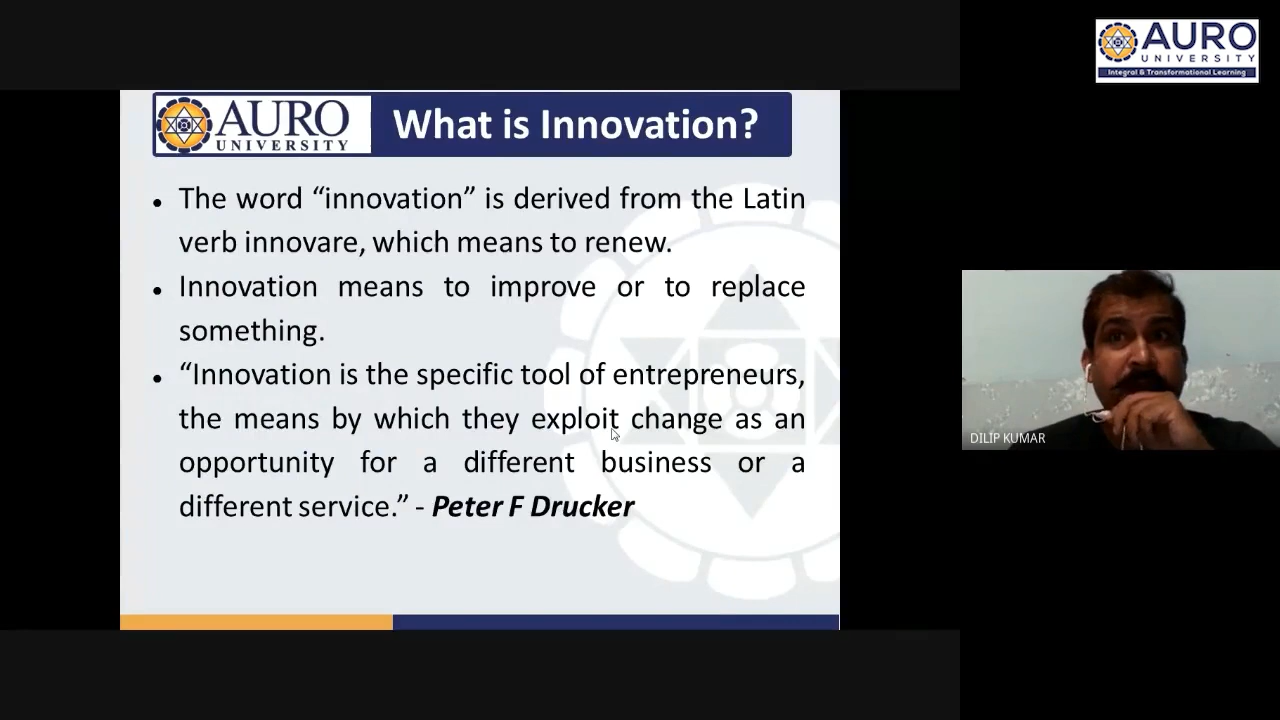 AURO
UNIVERSITY
Integral & Transformational Learning
AURO
UNIVERSITY
What is Innovation?
• The word “innovation” is derived from the Latin
verb innovare, which means to renew.
• Innovation means to improve or to replace
something.
• “Innovation is the specific tool of entrepreneurs,
the means by which they exploit change as an
opportunity for a different business or a
different service.” - Peter F Drucker
DILIP KUMAR